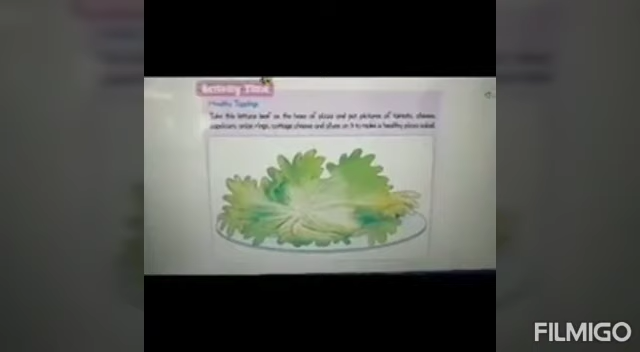 Activity Time
Healthy Toppings
Take this lettuce leaf as the base of pizza and put pictures of tomato, cheese,
capsicum, onion rings, cottage cheese and olives on it to make a healthy pizza salad.
FILMIGO